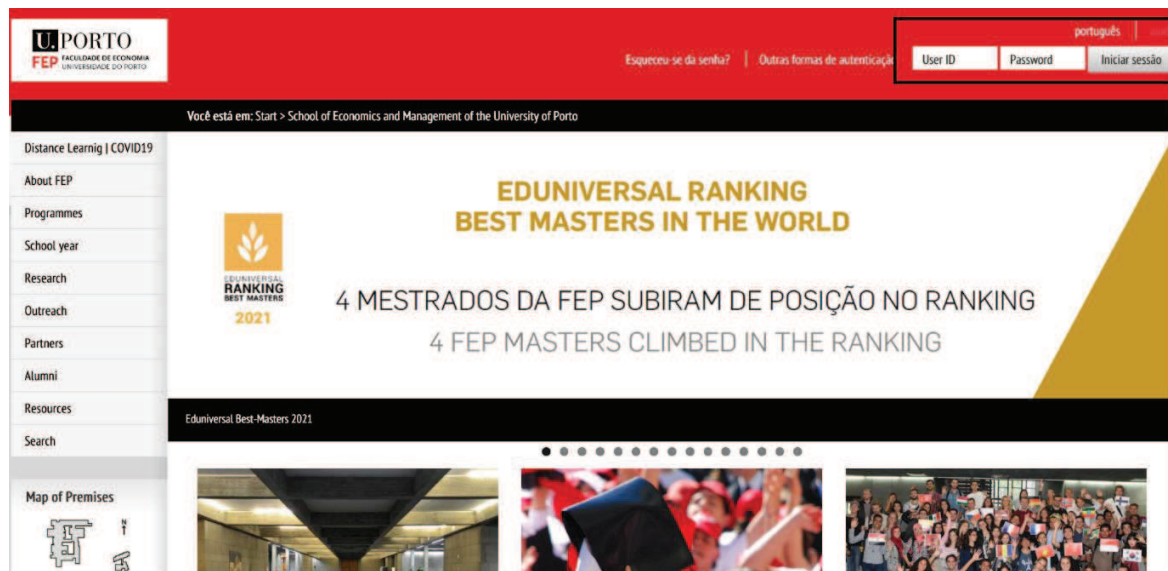 U. PORTO
FEP FACULDADE DE ECONOMIA
UNIVERSIDADE DO PORTO
português
Esqueceu-se da senha? | Outras formas de autenticação
User ID
Password
Iniciar sessão
Você está em: Start > School of Economics and Management of the University of Porto
Distance Learnig | COVID19
About FEP
Programmes
School year
Research
Outreach
Partners
Alumni
Resources
Search
Map of Premises
N
EDUNIVERSAL RANKING
BEST MASTERS IN THE WORLD
EDUNIVERSAL
RANKING
BEST MASTERS
2021
4 MESTRADOS DA FEP SUBIRAM DE POSIÇÃO NO RANKING
4 FEP MASTERS CLIMBED IN THE RANKING
Eduniversal Best-Masters 2021